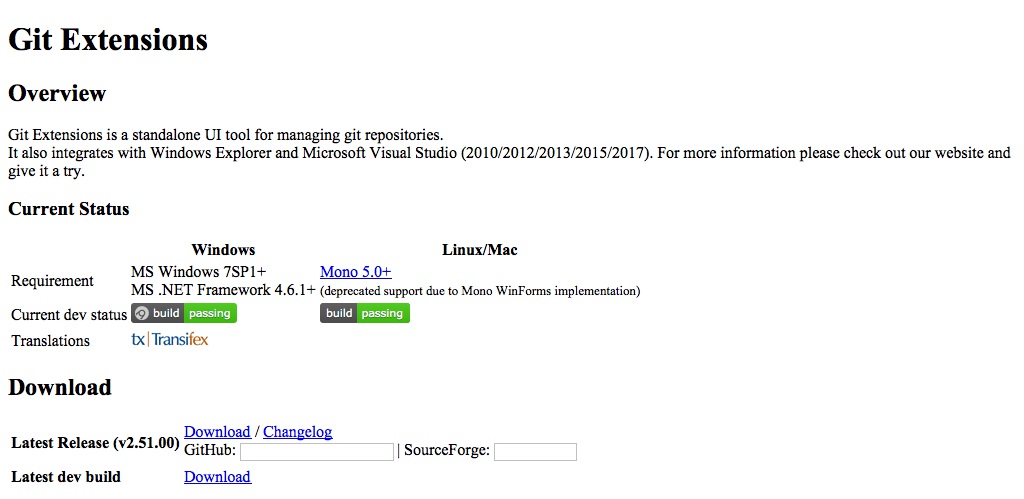 Git Extensions
Overview
Git Extensions is a standalone UI tool for managing git repositories.
It also integrates with Windows Explorer and Microsoft Visual Studio (2010/2012/2013/2015/2017). For more information please check out our website and
give it a try.
Current Status
Windows Linux/Mac
Requirement MS Windows 7SP1+ Mono 5.0+
MS .NET Framework 4.6.1+ (deprecated support due to Mono WinForms implementation)
Current dev status build passing build passing
Translations tx|Transifex
Download
Latest Release (v2.51.00) Download / Changelog
GitHub: | SourceForge:
Latest dev build Download